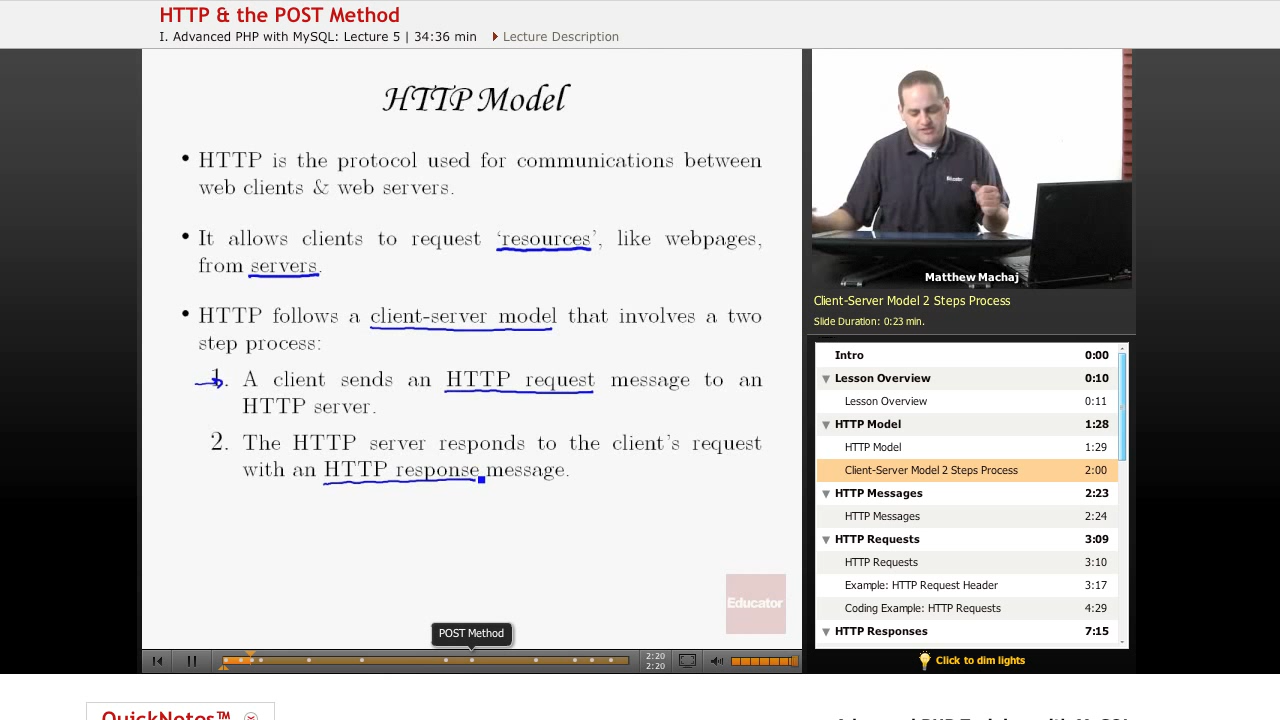 HTTP & the POST Method
I. Advanced PHP with MySQL: Lecture 5 | 34:36 min Lecture Description
HTTP Model
• HTTP is the protocol used for communications between
web clients & web servers.
• It allows clients to request ‘resources’, like webpages,
from servers.
• HTTP follows a client-server model that involves a two
step process:
1. A client sends an HTTP request message to an
HTTP server.
2. The HTTP server responds to the client’s request
with an HTTP response message.
Educator
POST Method
2:20
2:20
Matthew Machaj
Client-Server Model 2 Steps Process
Slide Duration: 0:23 min.
Intro 0:00
Lesson Overview 0:10
Lesson Overview 0:11
HTTP Model 1:28
HTTP Model 1:29
Client-Server Model 2 Steps Process 2:00
HTTP Messages 2:23
HTTP Messages 2:24
HTTP Requests 3:09
HTTP Requests 3:10
Example: HTTP Request Header 3:17
Coding Example: HTTP Requests 4:29
HTTP Responses 7:15
Click to dim lights
QuickNotes™